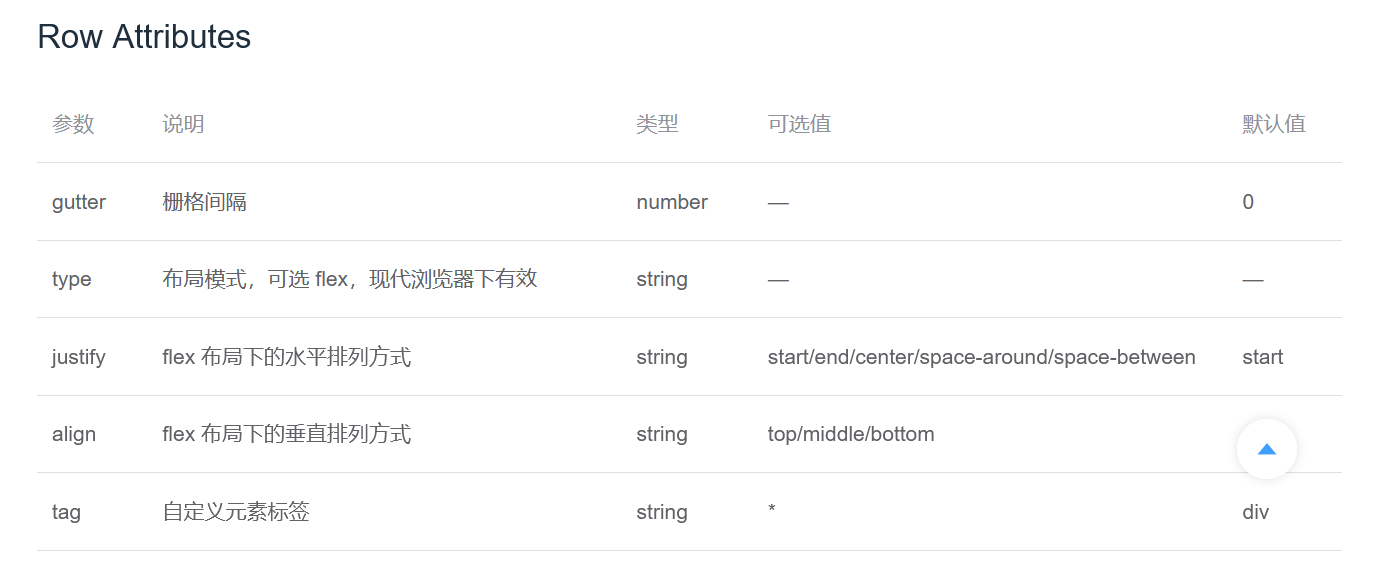 Row Attributes
参数 说明 类型 可选值 默认值
gutter 栅格间隔 number — 0
type 布局模式，可选 flex，现代浏览器下有效 string — —
justify flex 布局下的水平排列方式 string start/end/center/space-around/space-between start
align flex 布局下的垂直排列方式 string top/middle/bottom
tag 自定义元素标签 string * div